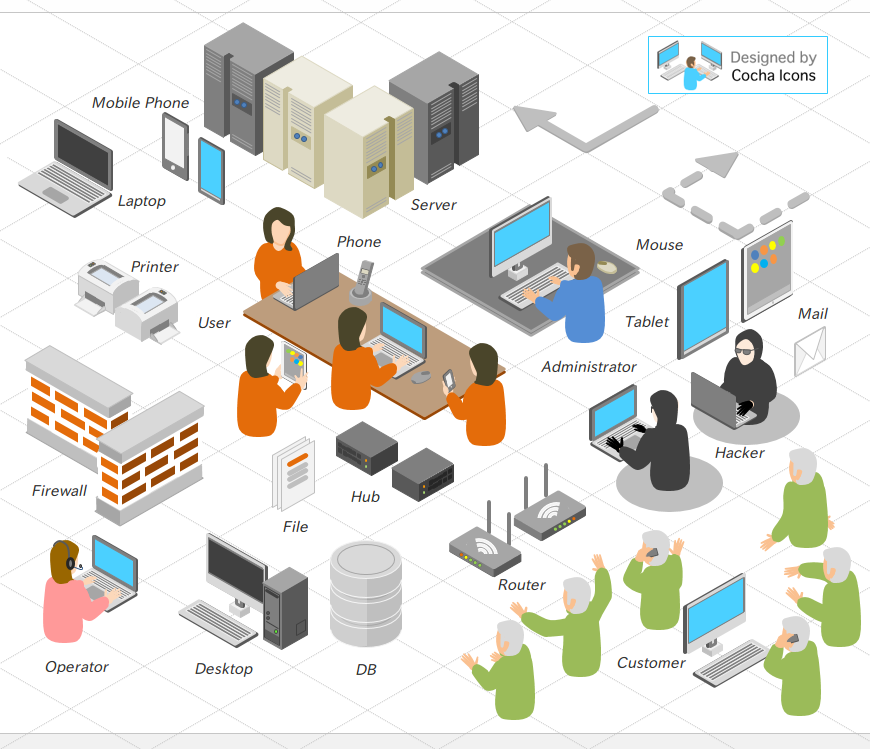 Designed by
Cocha Icons
Mobile Phone
Laptop
Server
Phone
Mouse
Printer
User
Tablet
Mail
Administrator
Hacker
Firewall
File
Hub
Router
Operator
Desktop
DB
Customer